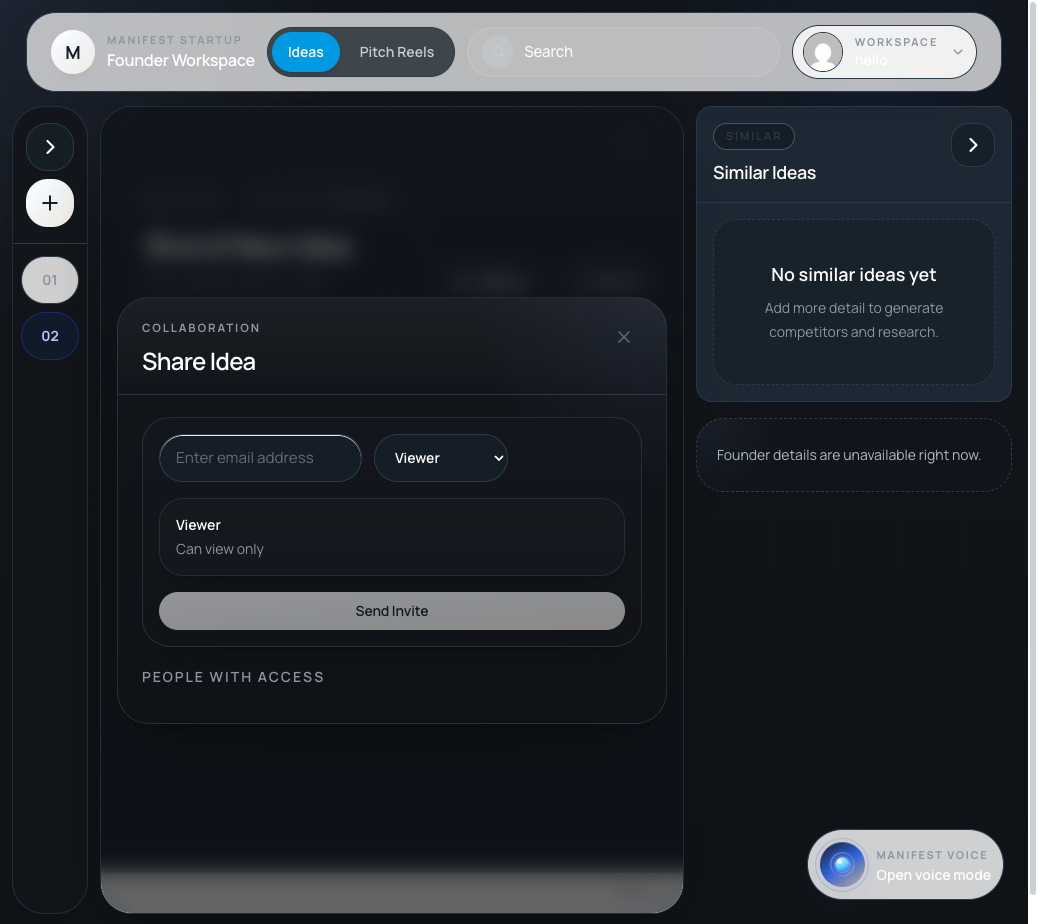 M
MANIFEST STARTUP
Founder Workspace
Ideas
Pitch Reels
Search
WORKSPACE
hello
01
02
COLLABORATION
Share Idea
Enter email address
Viewer
Viewer
Can view only
Send Invite
PEOPLE WITH ACCESS
SIMILAR
Similar Ideas
No similar ideas yet
Add more detail to generate
competitors and research.
Founder details are unavailable right now.
MANIFEST VOICE
Open voice mode